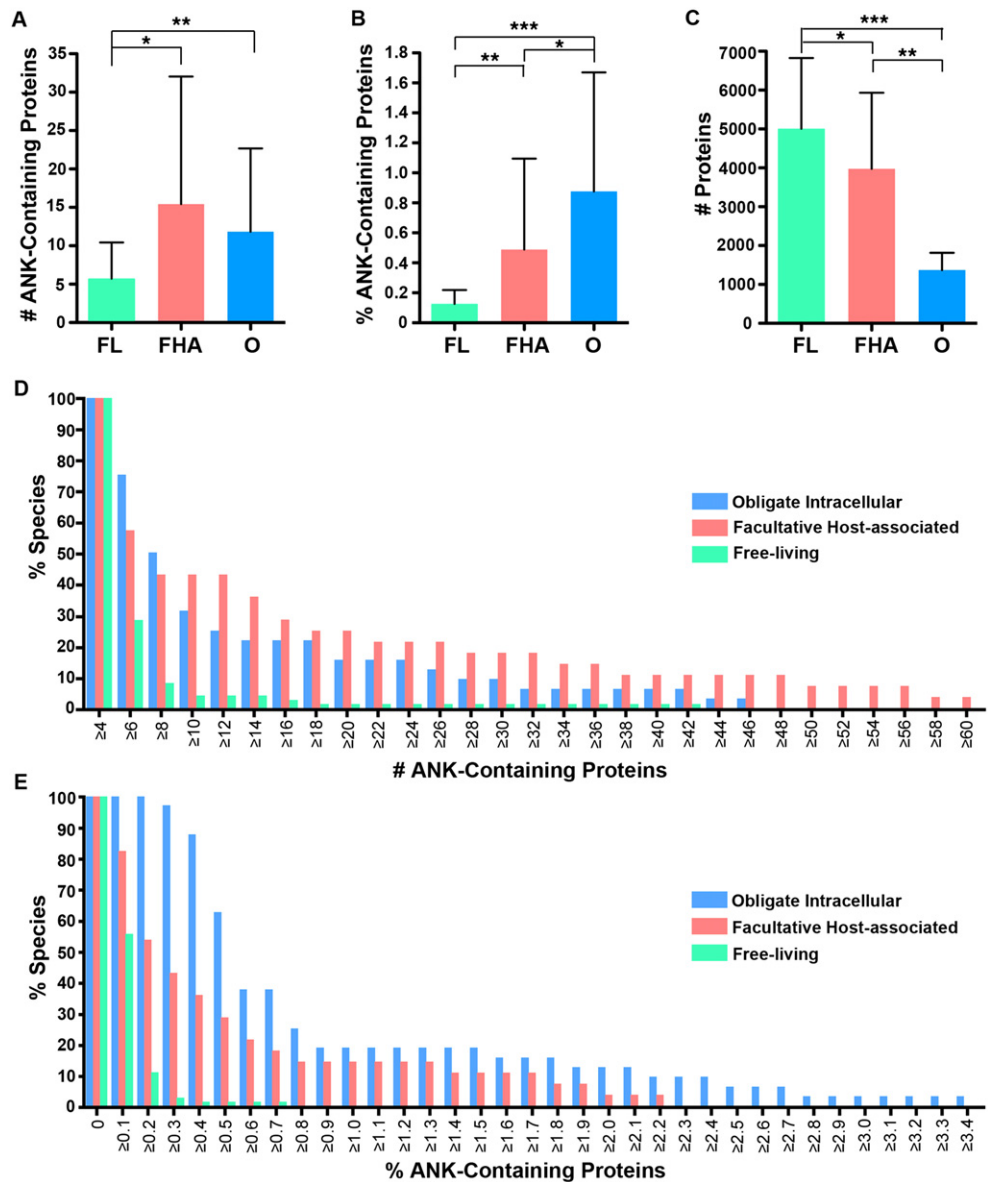 A
B
C
# ANK-Containing Proteins
35
30
25
20
15
10
5
0
*
**
FL FHA O
% ANK-Containing Proteins
1.8
1.6
1.4
1.2
1.0
0.8
0.6
0.4
0.2
0
***
**
*
FL FHA O
# Proteins
7000
6000
5000
4000
3000
2000
1000
0
***
*
**
FL FHA O
D
% Species
100
90
80
70
60
50
40
30
20
10
0
Obligate Intracellular
Facultative Host-associated
Free-living
≥4 ≥6 ≥8 ≥10 ≥12 ≥14 ≥16 ≥18 ≥20 ≥22 ≥24 ≥26 ≥28 ≥30 ≥32 ≥34 ≥36 ≥38 ≥40 ≥42 ≥44 ≥46 ≥48 ≥50 ≥52 ≥54 ≥56 ≥58 ≥60
# ANK-Containing Proteins
E
% Species
100
90
80
70
60
50
40
30
20
10
0
Obligate Intracellular
Facultative Host-associated
Free-living
0 ≥0.1 ≥0.2 ≥0.3 ≥0.4 ≥0.5 ≥0.6 ≥0.7 ≥0.8 ≥0.9 ≥1.0 ≥1.1 ≥1.2 ≥1.3 ≥1.4 ≥1.5 ≥1.6 ≥1.7 ≥1.8 ≥1.9 ≥2.0 ≥2.1 ≥2.2 ≥2.3 ≥2.4 ≥2.5 ≥2.6 ≥2.7 ≥2.8 ≥2.9 ≥3.0 ≥3.1 ≥3.2 ≥3.3 ≥3.4
% ANK-Containing Proteins